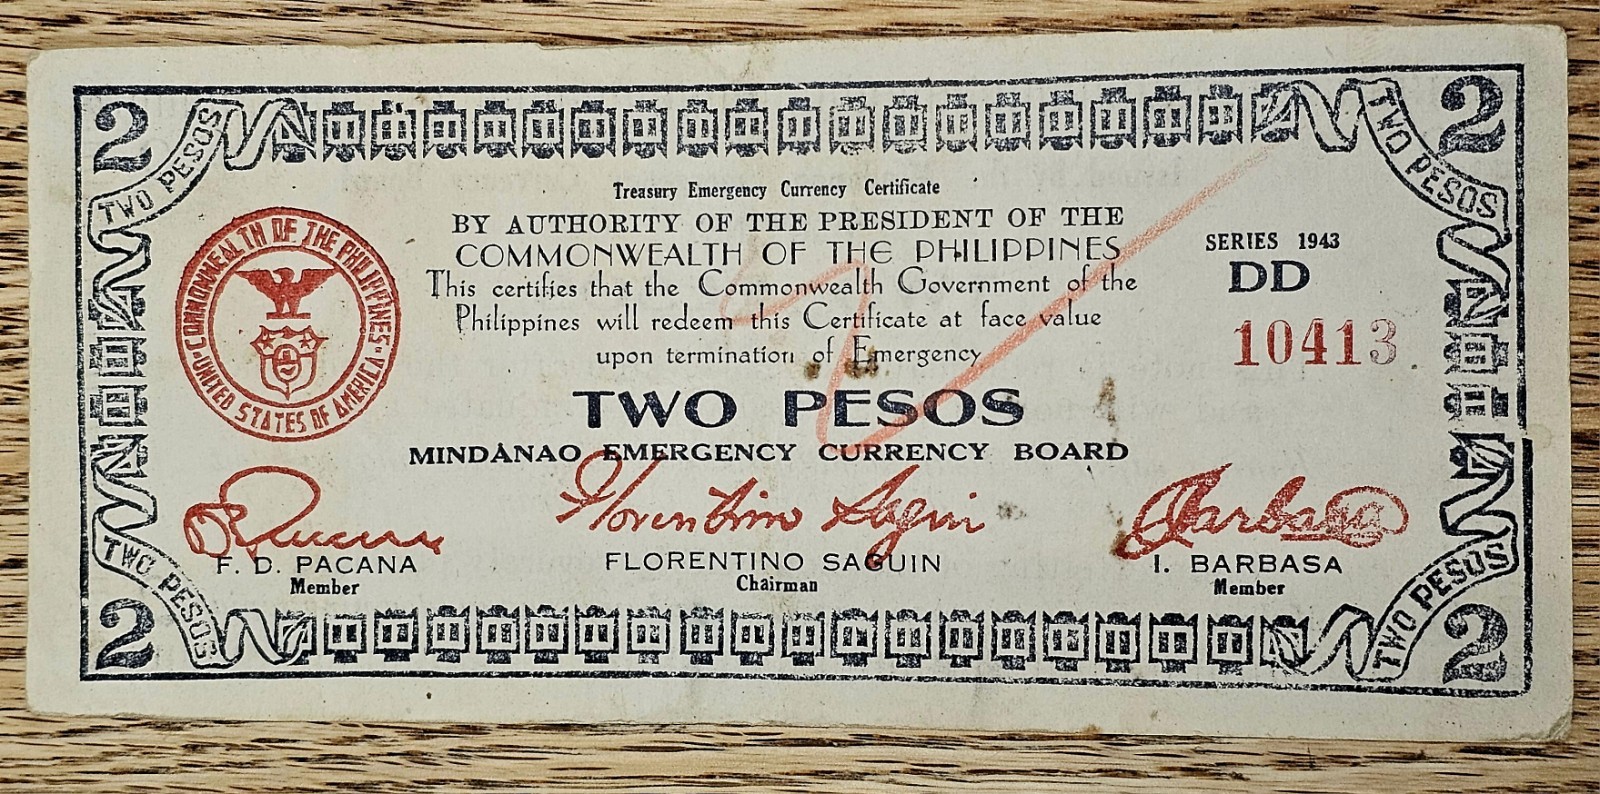 2 TWO PESOS
TWO PESOS 2
Treasury Emergency Currency Certificate
BY AUTHORITY OF THE PRESIDENT OF THE
COMMONWEALTH OF THE PHILIPPINES
This certifies that the Commonwealth Government of the
Philippines will redeem this Certificate at face value
upon termination of Emergency
SERIES 1943
DD
10413
COMMONWEALTH OF THE PHILIPPINES
UNITED STATES OF AMERICA
TWO PESOS
MINDANAO EMERGENCY CURRENCY BOARD
Florentino Saguin
Barbasa
F. D. PACANA
Member
FLORENTINO SAGUIN
Chairman
I. BARBASA
Member
2 TWO PESOS
TWO PESOS 2